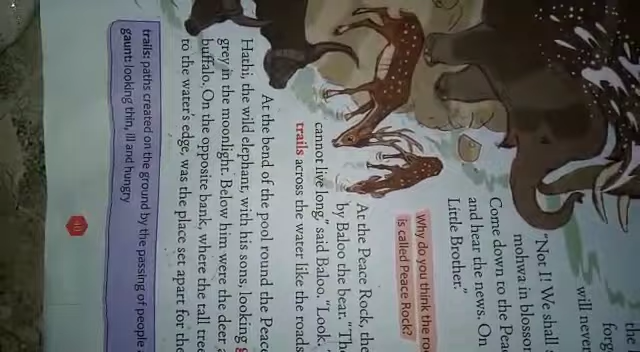 the
forg
will never
"Not I! We shall
mohwa in blossom
Come down to the Pea
and hear the news. On
Little Brother."
Why do you think the ro
is called Peace Rock?
At the Peace Rock, the
by Baloo the bear. "Th
cannot live long," said Baloo. "Look.
trails across the water like the roads
At the bend of the pool round the Peace
Hathi, the wild elephant, with his sons, looking g
grey in the moonlight. Below him were the deer a
buffalo. On the opposite bank, where the tall tree
to the water's edge, was the place set apart for the
trails: paths created on the ground by the passing of people
gaunt: looking thin, ill and hungry